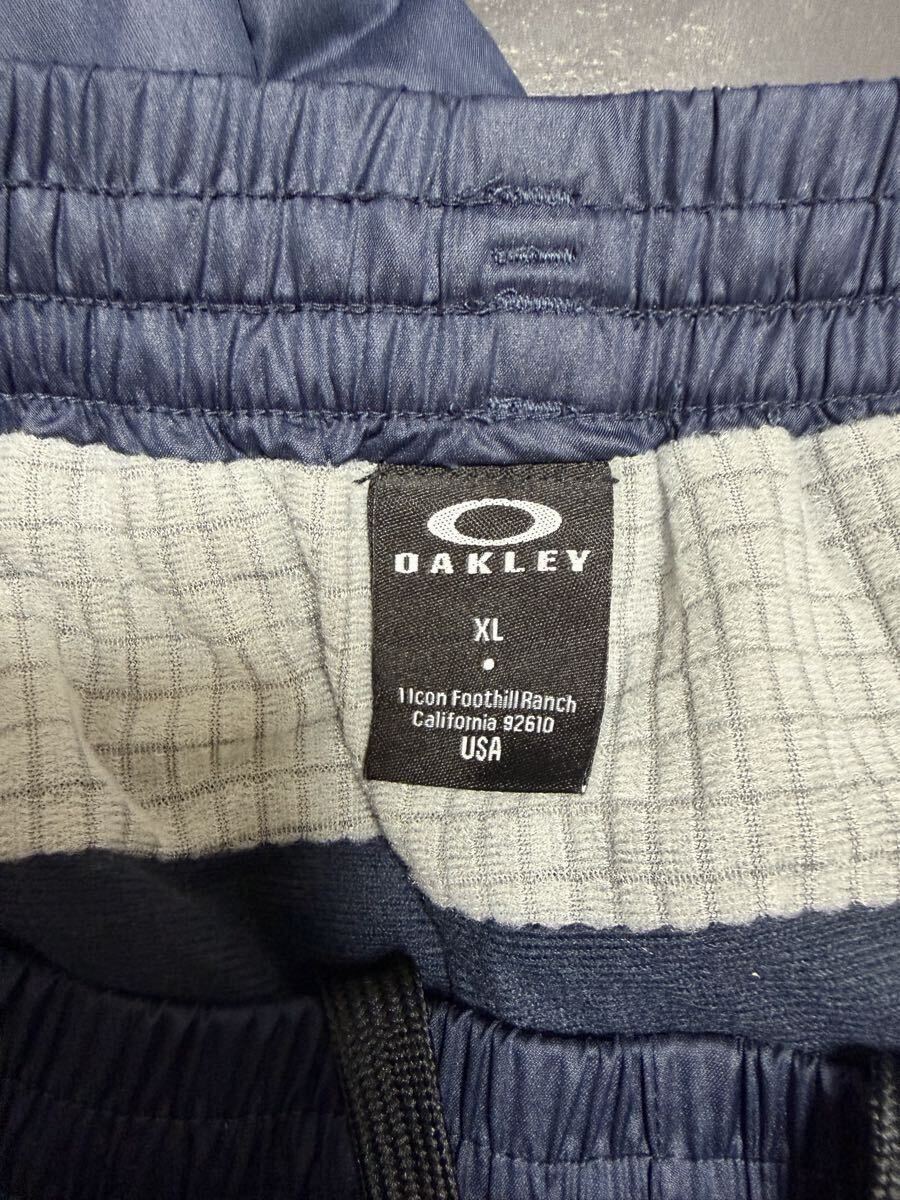 OAKLEY
XL
1 Icon Foothill Ranch
California 92610
USA